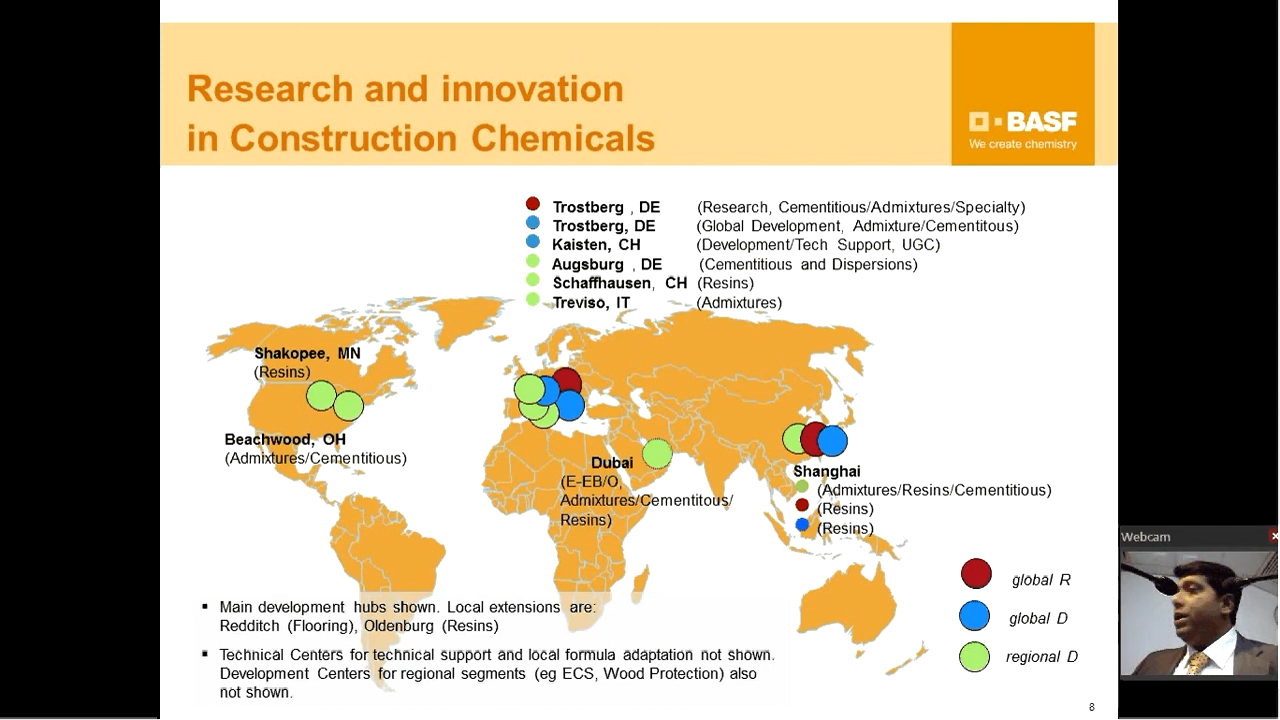 Research and innovation
in Construction Chemicals
BASF
We create chemistry
Trostberg , DE (Research, Cementitious/Admixtures/Specialty)
Trostberg, DE (Global Development, Admixture/Cementitous)
Kaisten, CH (Development/Tech Support, UGC)
Augsburg , DE (Cementitious and Dispersions)
Schaffhausen, CH (Resins)
Treviso, IT (Admixtures)
Shakopee, MN
(Resins)
Beachwood, OH
(Admixtures/Cementitious)
Dubai
(E-EB/O,
Admixtures/Cementitous/
Resins)
Shanghai
(Admixtures/Resins/Cementitious)
(Resins)
(Resins)
Webcam
global R
global D
regional D
▪ Main development hubs shown. Local extensions are:
Redditch (Flooring), Oldenburg (Resins)
▪ Technical Centers for technical support and local formula adaptation not shown.
Development Centers for regional segments (eg ECS, Wood Protection) also
not shown.
8